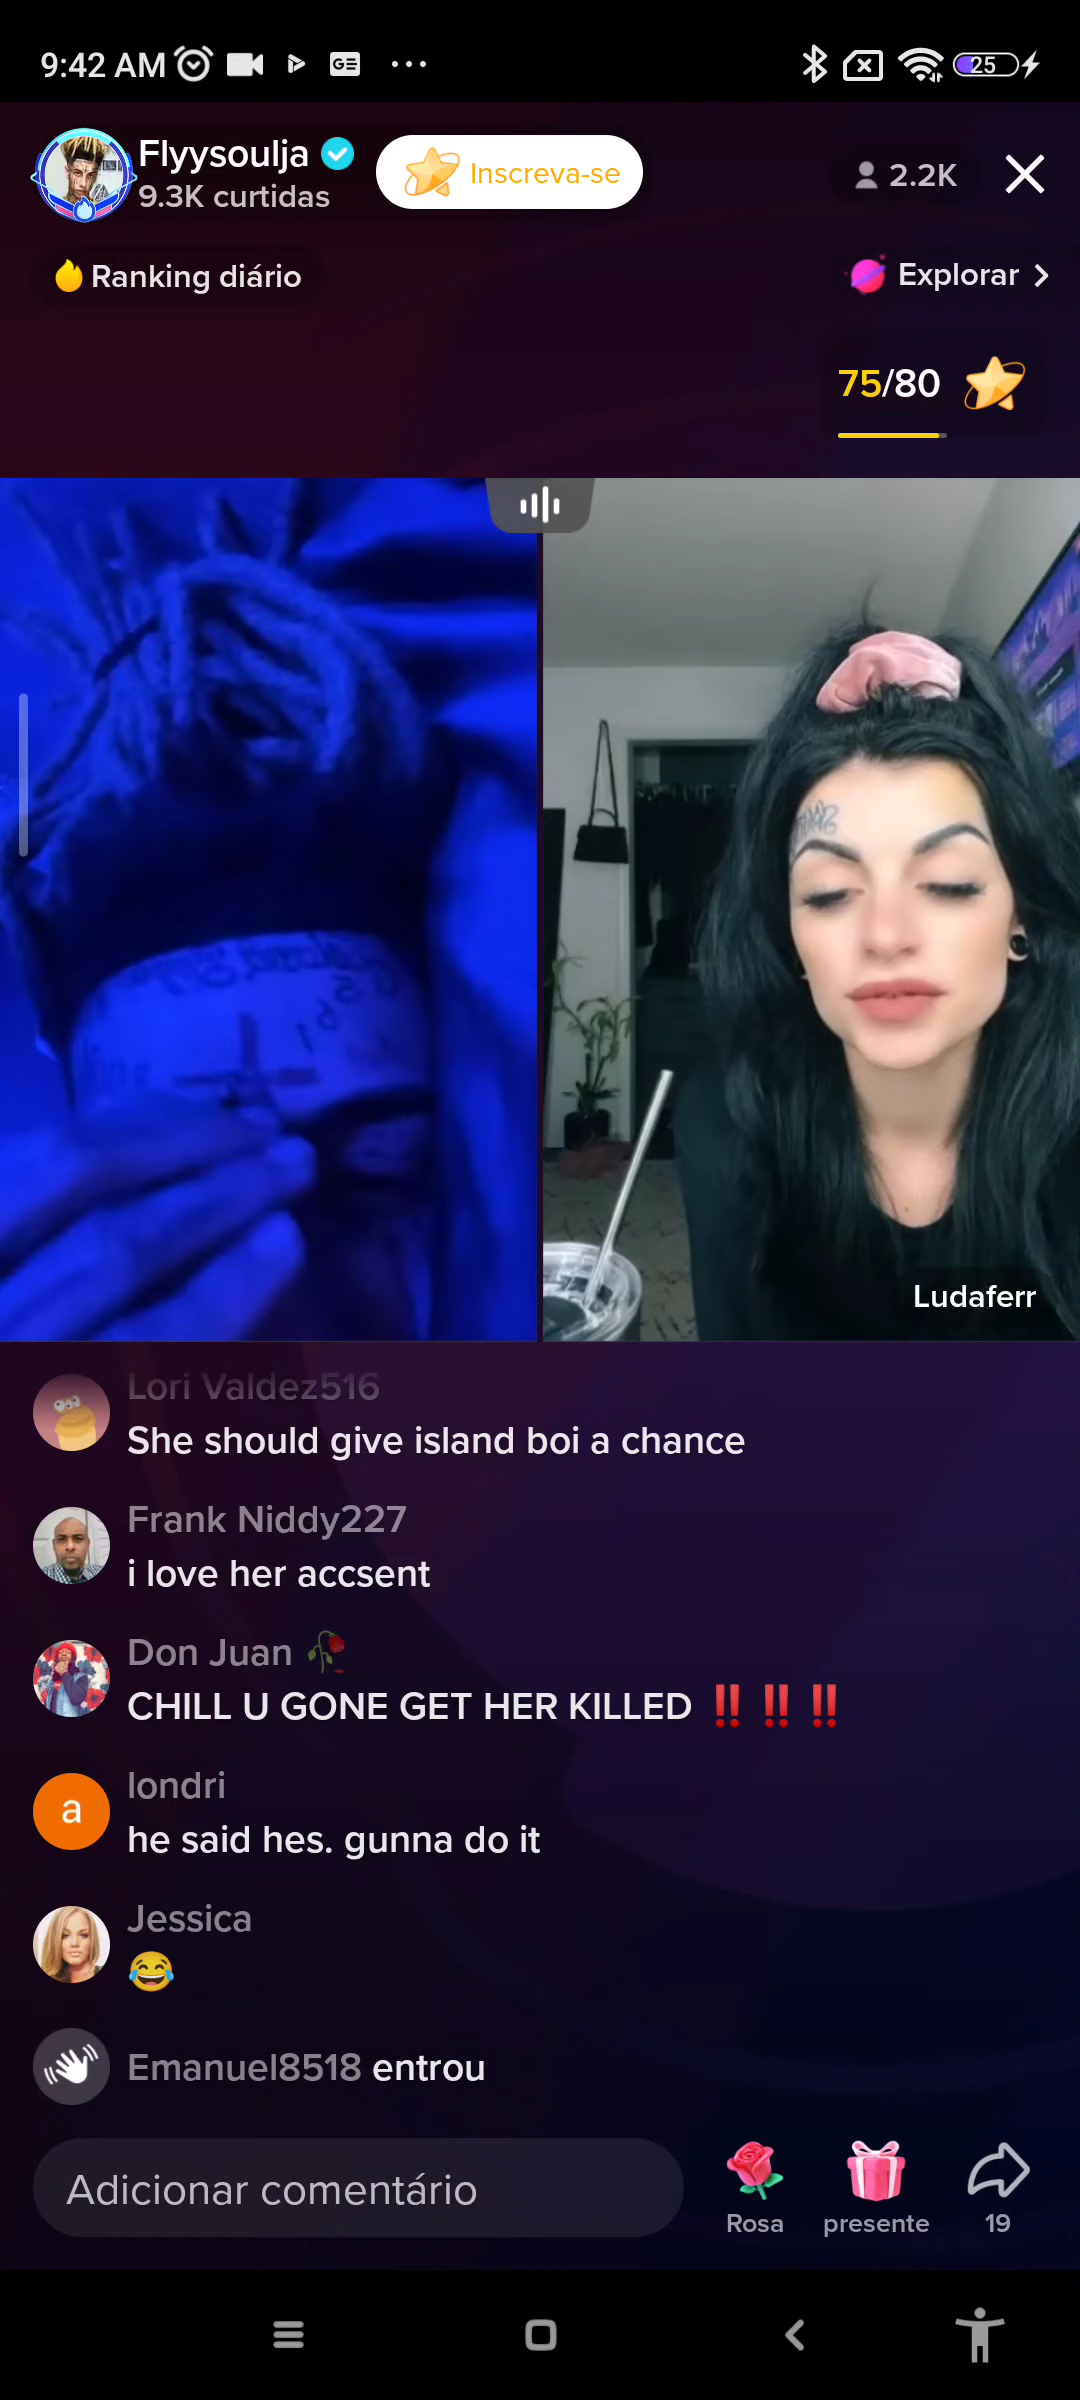 9:42 AM
GE
25
Flyysoulja
9.3K curtidas
Inscreva-se
2.2K
Ranking diário
Explorar
75/80
Ludaferr
Lori Valdez516
She should give island boi a chance
Frank Niddy227
i love her accsent
Don Juan 🥀
CHILL U GONE GET HER KILLED ‼️ ‼️ ‼️
a
londri
he said hes. gunna do it
Jessica
😂
Emanuel8518 entrou
Adicionar comentário
Rosa
presente
19